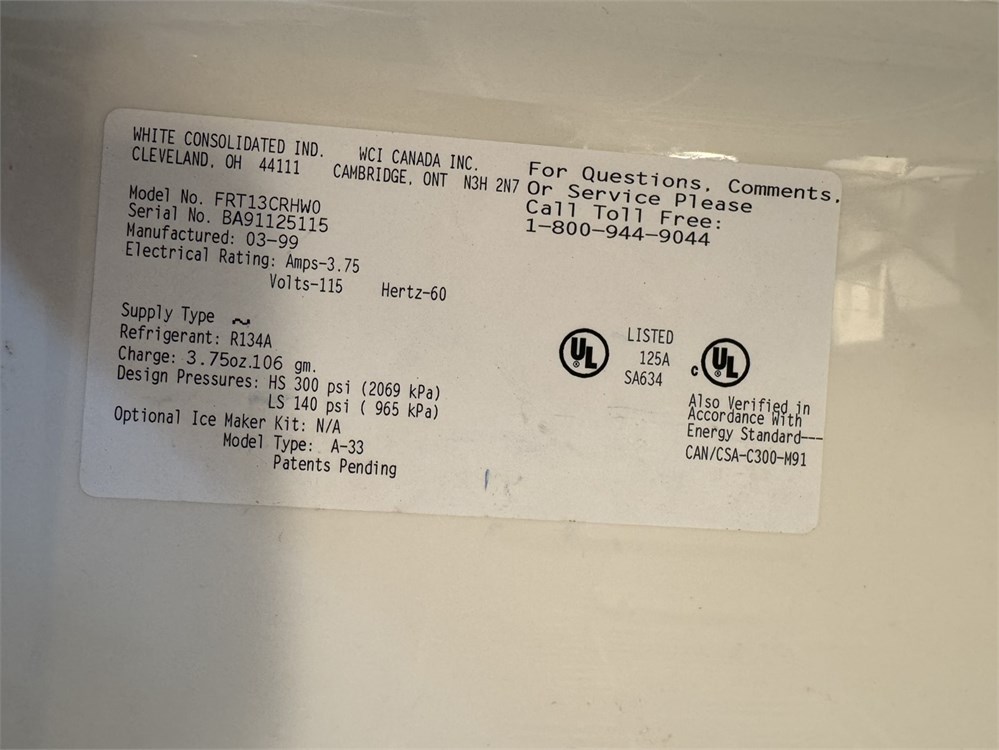 WHITE CONSOLIDATED IND. WCI CANADA INC.
CLEVELAND, OH 44111 CAMBRIDGE, ONT N3H 2N7
Model No. FRT13CRHW0
Serial No. BA91125115
Manufactured: 03-99
Electrical Rating: Amps-3.75
Volts-115 Hertz-60
Supply Type ~
Refrigerant: R134A
Charge: 3.75oz.106 gm.
Design Pressures: HS 300 psi (2069 kPa)
LS 140 psi ( 965 kPa)
Optional Ice Maker Kit: N/A
Model Type: A-33
Patents Pending
For Questions, Comments,
Or Service Please
Call Toll Free:
1-800-944-9044
UL
LISTED
125A
SA634
c UL
Also Verified in
Accordance With
Energy Standard---
CAN/CSA-C300-M91